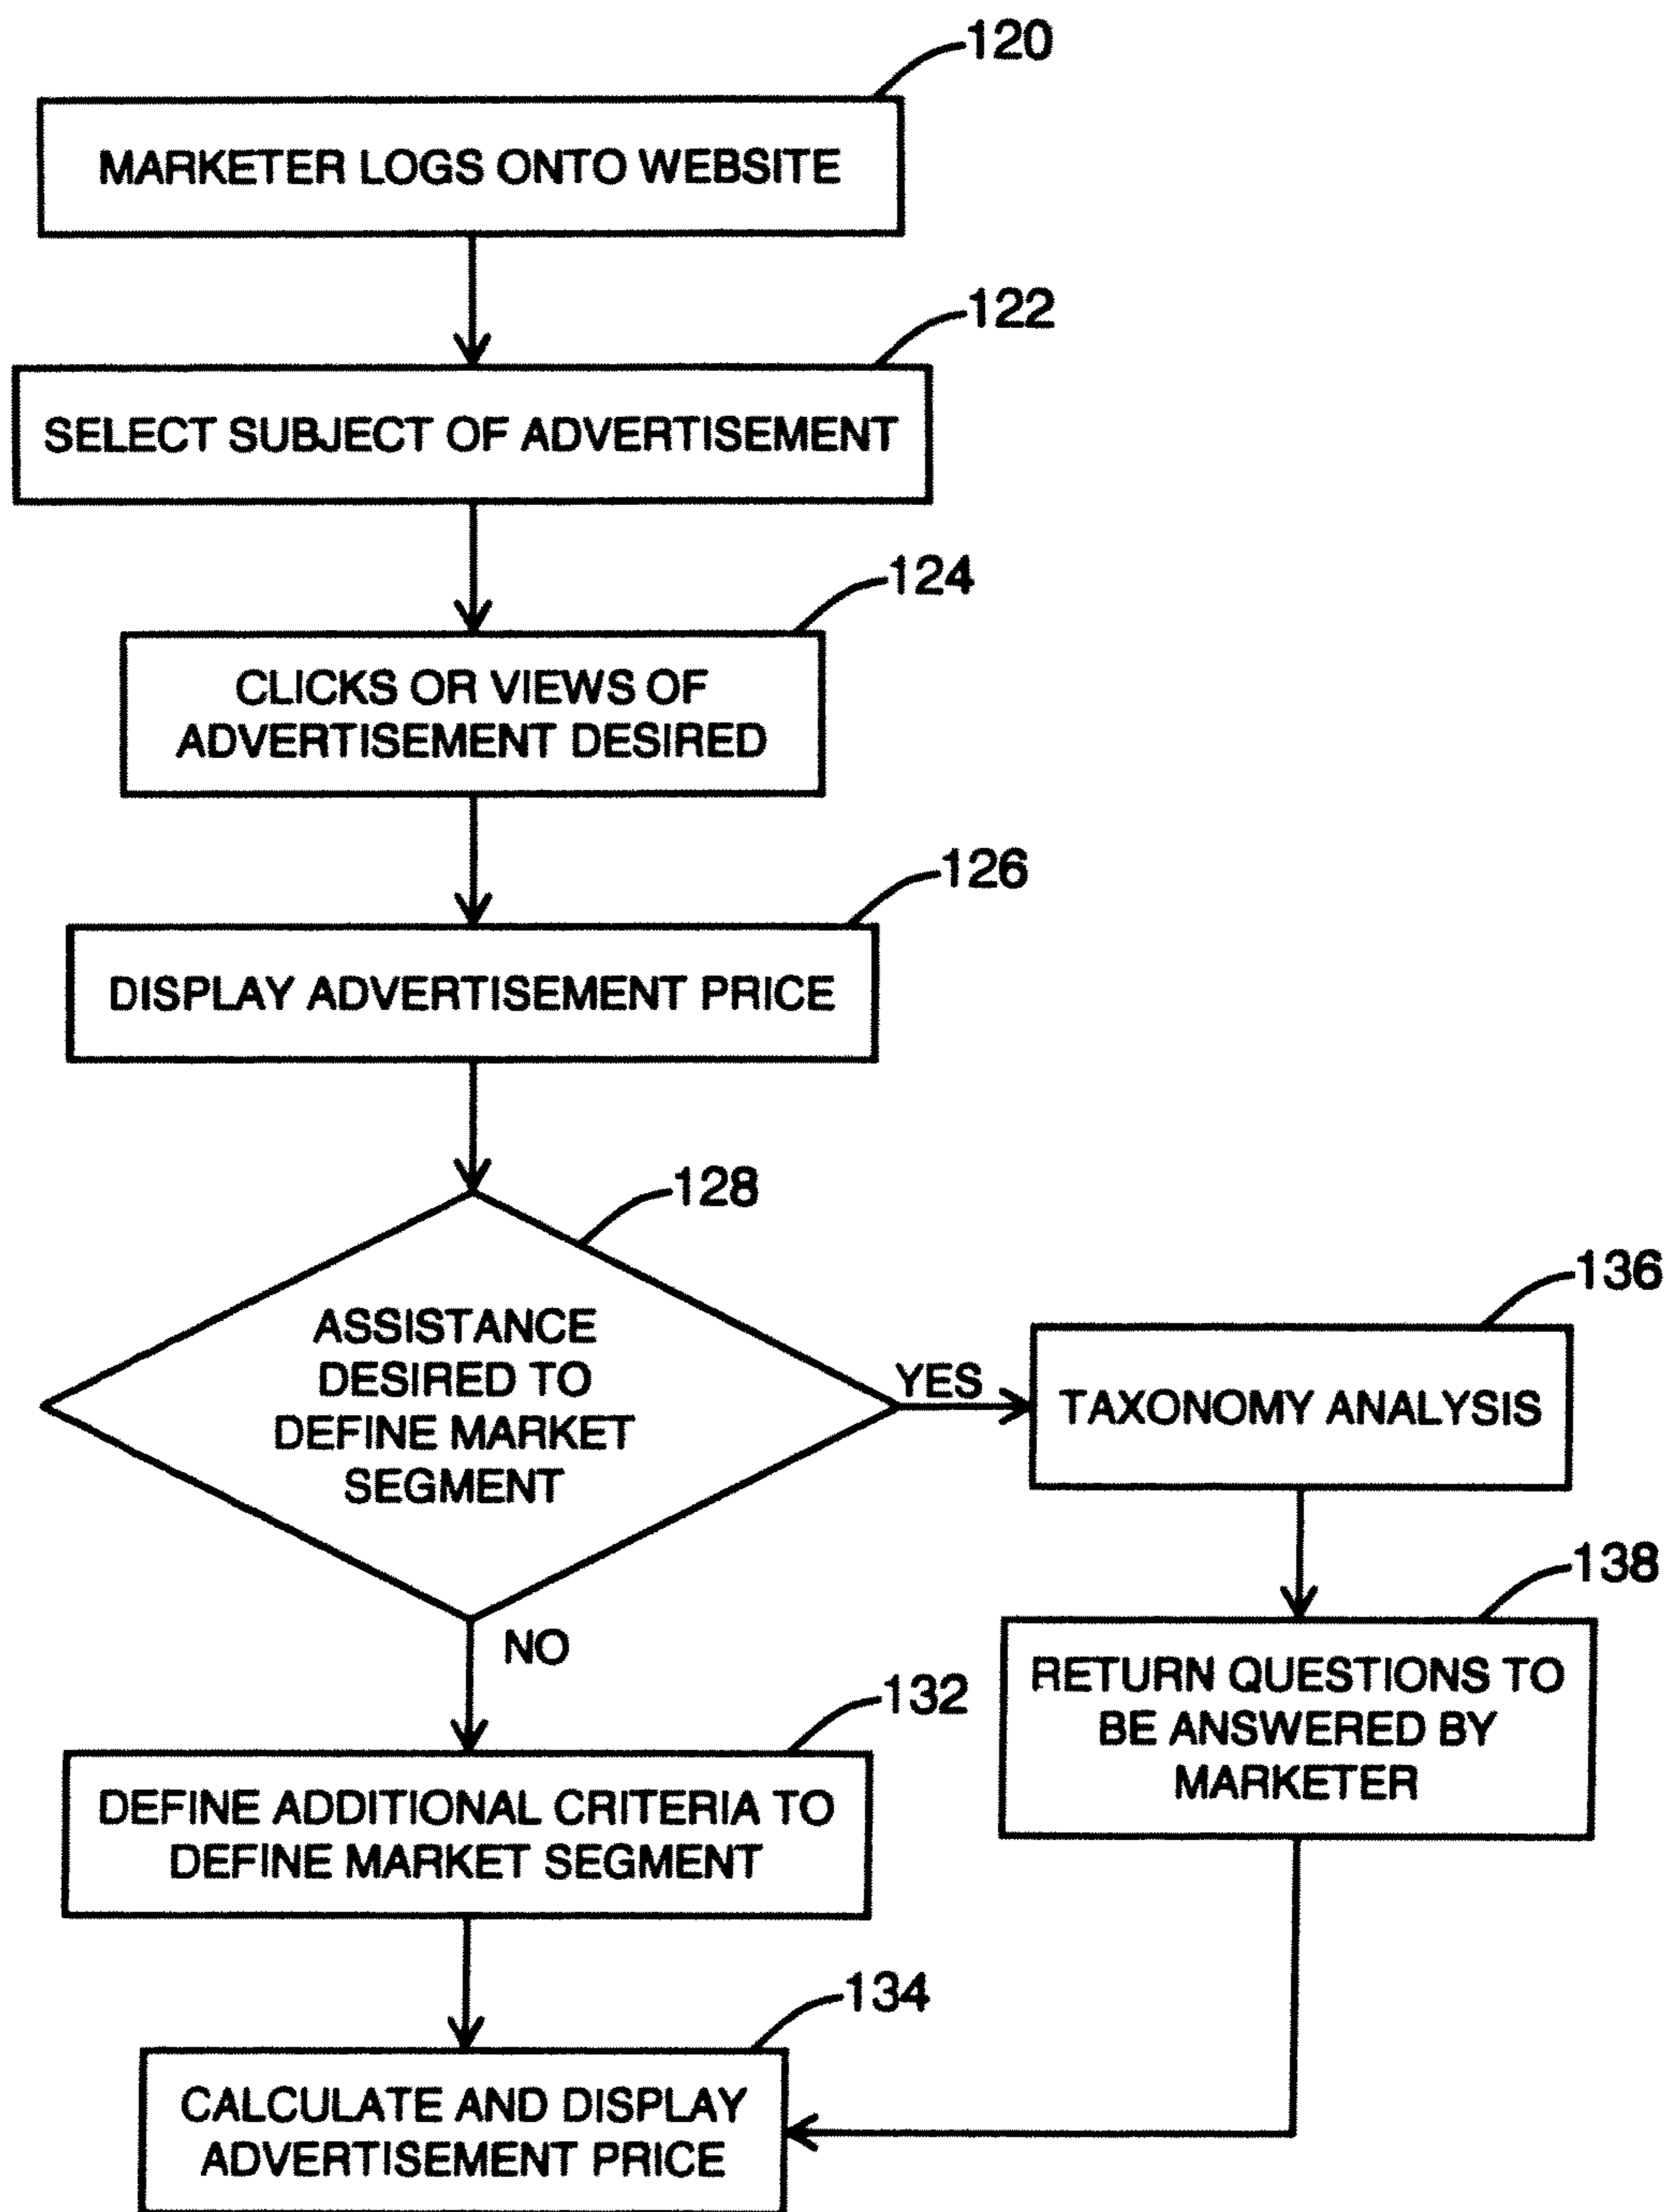 120
MARKETER LOGS ONTO WEBSITE
122
SELECT SUBJECT OF ADVERTISEMENT
124
CLICKS OR VIEWS OF
ADVERTISEMENT DESIRED
126
DISPLAY ADVERTISEMENT PRICE
128
ASSISTANCE
DESIRED TO
DEFINE MARKET
SEGMENT
YES
136
TAXONOMY ANALYSIS
138
RETURN QUESTIONS TO
BE ANSWERED BY
MARKETER
NO
132
DEFINE ADDITIONAL CRITERIA TO
DEFINE MARKET SEGMENT
134
CALCULATE AND DISPLAY
ADVERTISEMENT PRICE